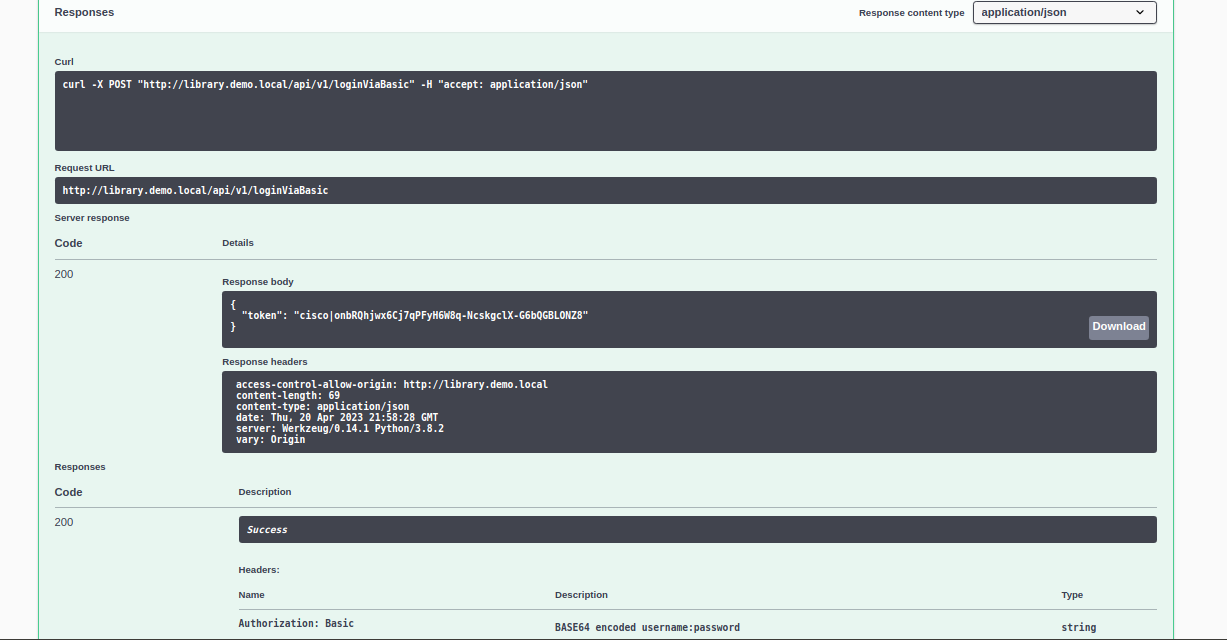 Responses
Response content type
application/json
Curl
curl -X POST "http://library.demo.local/api/v1/loginViaBasic" -H "accept: application/json"
Request URL
http://library.demo.local/api/v1/loginViaBasic
Server response
Code Details
200
Response body
{
"token": "cisco|onbRQhjwx6Cj7qPFyH6W8q-NcskgclX-G6bQGBLONZ8"
}
Download
Response headers
access-control-allow-origin: http://library.demo.local
content-length: 69
content-type: application/json
date: Thu, 20 Apr 2023 21:58:28 GMT
server: Werkzeug/0.14.1 Python/3.8.2
vary: Origin
Responses
Code Description
200
Success
Headers:
Name Description Type
Authorization: Basic BASE64 encoded username:password string